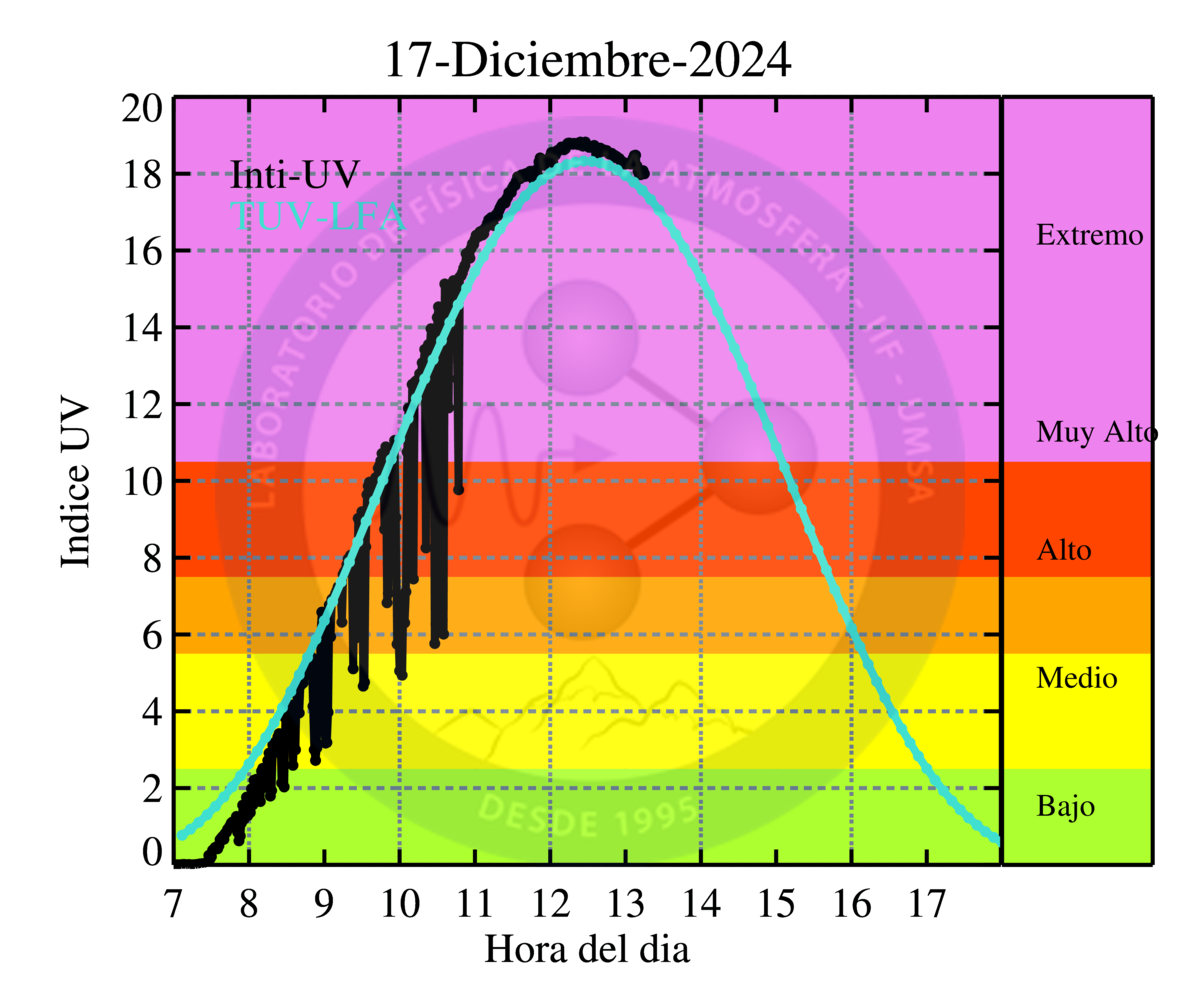 17-Diciembre-2024
20
18
16
14
12
10
8
6
4
2
0
Indice UV
Inti-UV
TUV-LFA
LABORATORIO DE FÍSICA DE LA ATMÓSFERA - IIF - UMSA
DESDE 1995
Extremo
Muy Alto
Alto
Medio
Bajo
7 8 9 10 11 12 13 14 15 16 17
Hora del dia